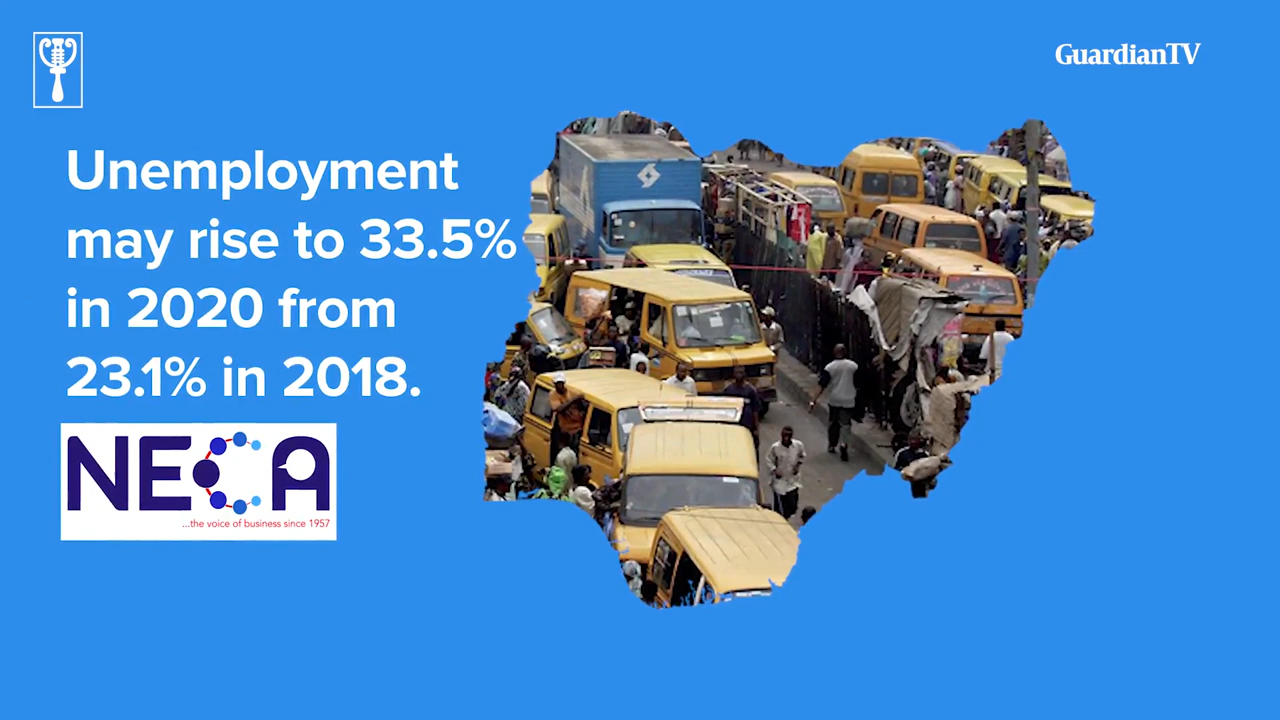 GuardianTV
Unemployment
may rise to 33.5%
in 2020 from
23.1% in 2018.
NECA
...the voice of business since 1957